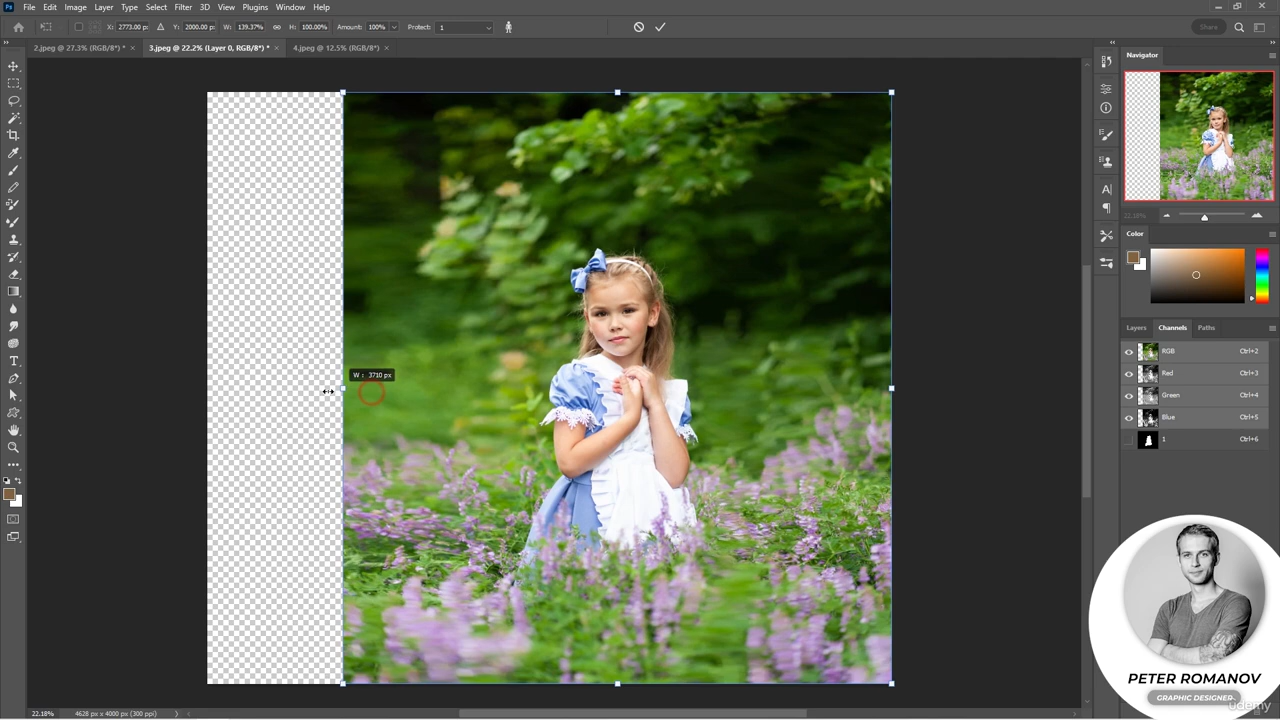 Ps File Edit Image Layer Type Select Filter 3D View Plugins Window Help
X: 2773.00 px Y: 2000.00 px W: 139.37% H: 100.00% Amount: 100% Protect: 1 Share
2.jpeg @ 27.3% (RGB/8*) * × 3.jpeg @ 22.2% (Layer 0, RGB/8*) * × 4.jpeg @ 12.5% (RGB/8*) ×
Navigator
22.18%
Color
W : 3710 px
Layers Channels Paths
RGB Ctrl+2
Red Ctrl+3
Green Ctrl+4
Blue Ctrl+5
1 Ctrl+6
PETER ROMANOV
GRAPHIC DESIGNER
udemy
22.18% 4628 px x 4000 px (300 ppi)